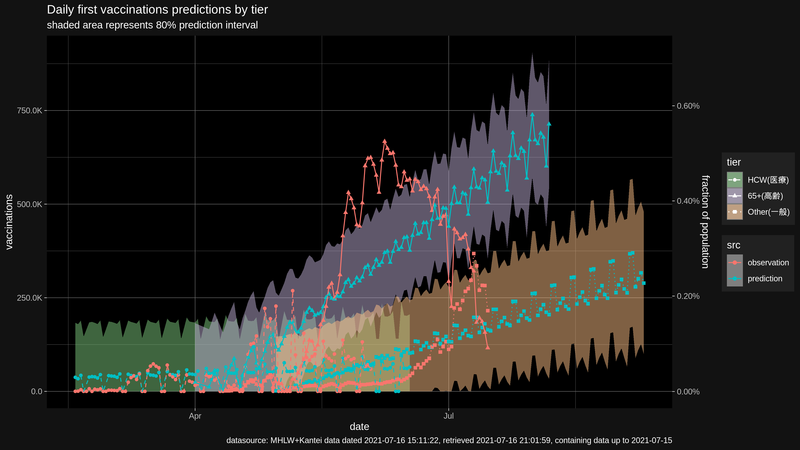 Daily first vaccinations predictions by tier
shaded area represents 80% prediction interval
vaccinations
750.0K
500.0K
250.0K
0.0
0.60%
0.40%
0.20%
0.00%
fraction of population
Apr
Jul
date
tier
HCW(医療)
65+(高齢)
Other(一般)
src
observation
prediction
datasource: MHLW+Kantei data dated 2021-07-16 15:11:22, retrieved 2021-07-16 21:01:59, containing data up to 2021-07-15